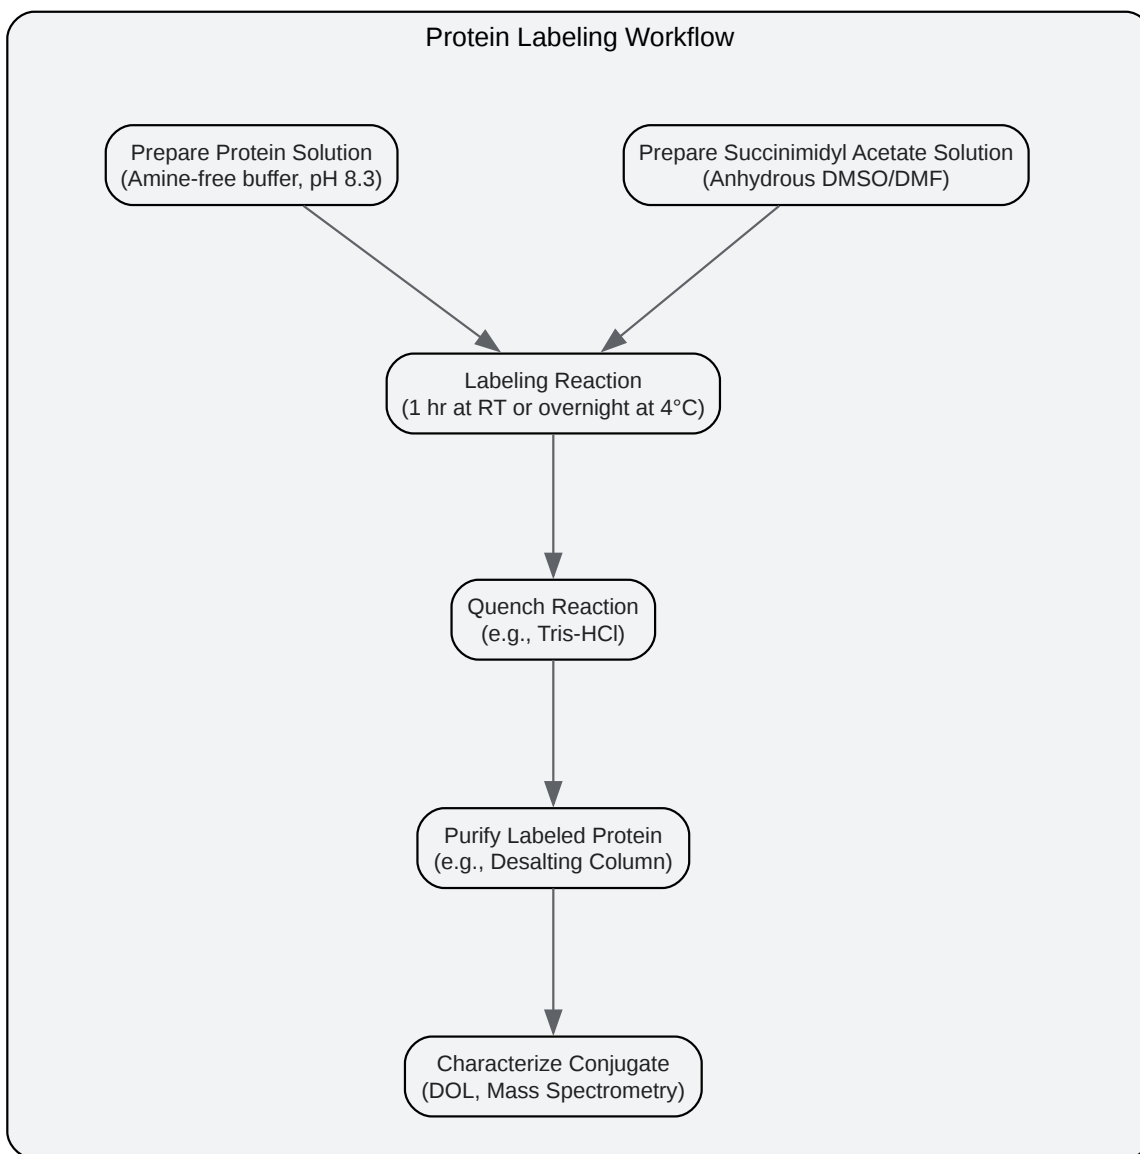 Protein Labeling Workflow
Prepare Protein Solution
(Amine-free buffer, pH 8.3)
Prepare Succinimidyl Acetate Solution
(Anhydrous DMSO/DMF)
Labeling Reaction
(1 hr at RT or overnight at 4°C)
Quench Reaction
(e.g., Tris-HCl)
Purify Labeled Protein
(e.g., Desalting Column)
Characterize Conjugate
(DOL, Mass Spectrometry)